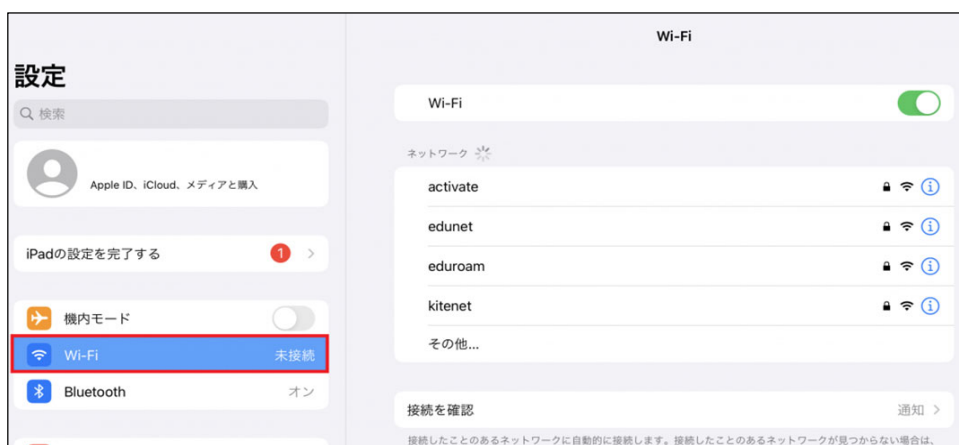 設定
検索
Apple ID、iCloud、メディアと購入
iPadの設定を完了する 1
機内モード
Wi-Fi 未接続
Bluetooth オン
Wi-Fi
Wi-Fi
ネットワーク
activate
edunet
eduroam
kitenet
その他...
接続を確認 通知
接続したことのあるネットワークに自動的に接続します。接続したことのあるネットワークが見つからない場合は、